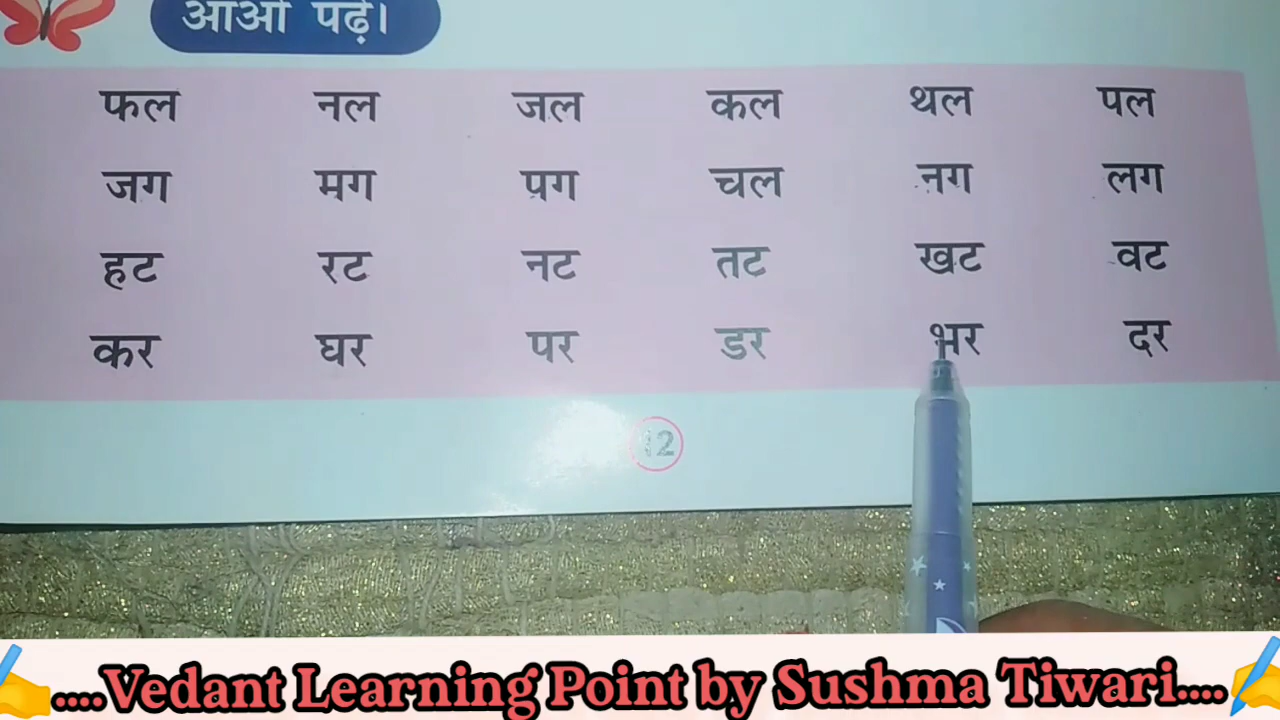 आओ पढ़ें।
फल नल जल कल थल पल
जग मग पग चल नग लग
हट रट नट तट खट वट
कर घर पर डर भर दर
12
....Vedant Learning Point by Sushma Tiwari....